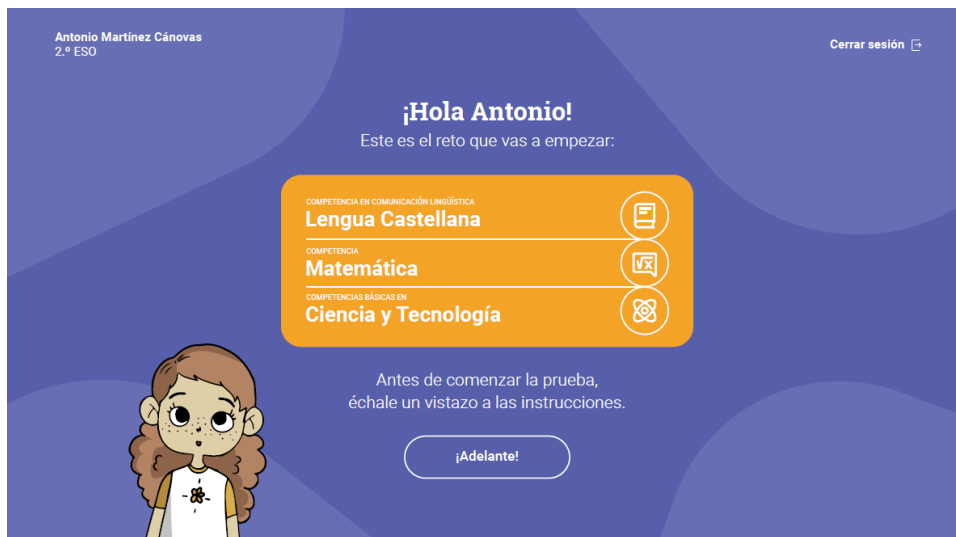 Antonio Martínez Cánovas
2.º ESO
Cerrar sesión
¡Hola Antonio!
Este es el reto que vas a empezar:
COMPETENCIA EN COMUNICACIÓN LINGÜÍSTICA
Lengua Castellana
COMPETENCIA
Matemática
√x
COMPETENCIAS BÁSICAS EN
Ciencia y Tecnología
Antes de comenzar la prueba,
échale un vistazo a las instrucciones.
¡Adelante!